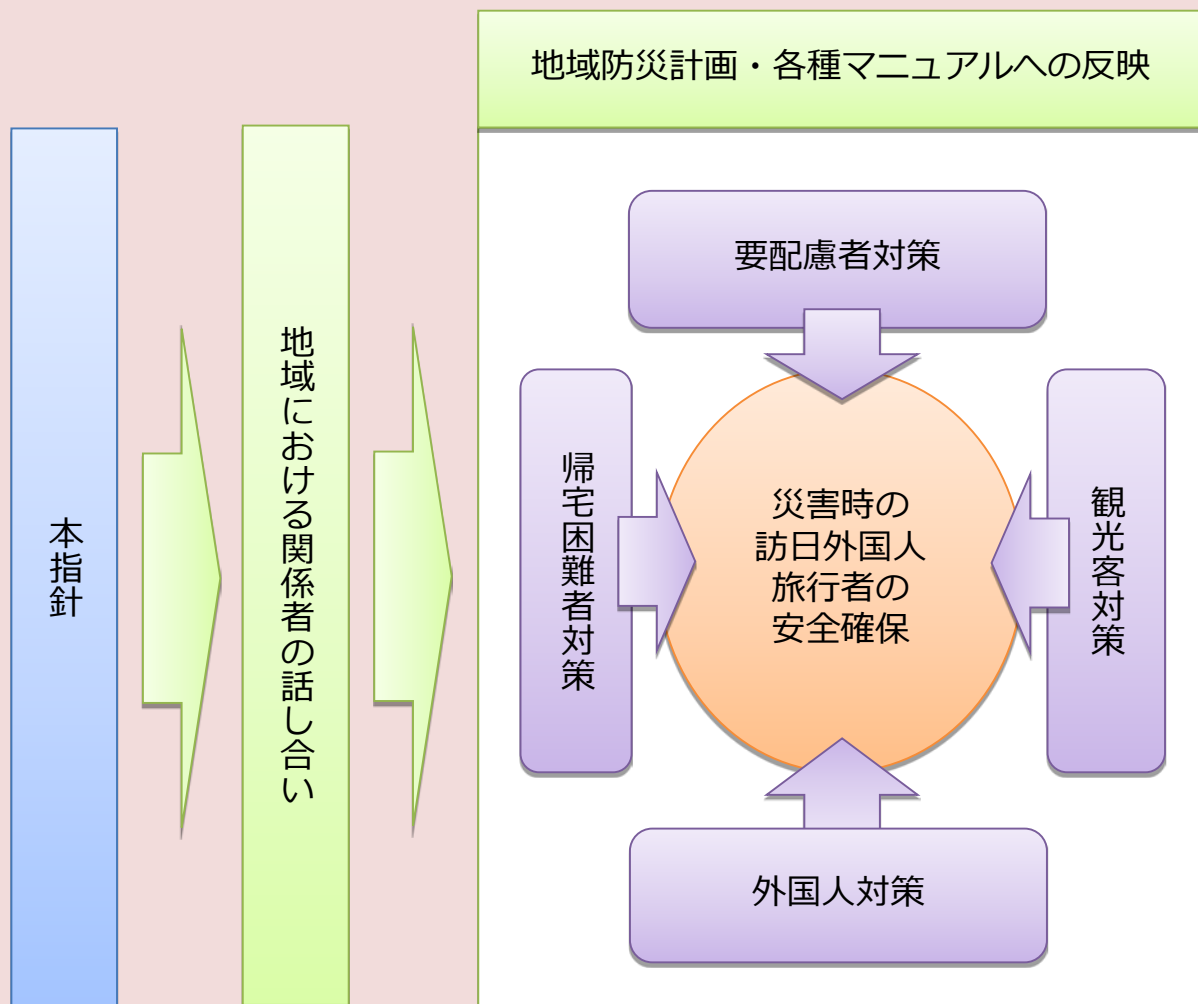 地域防災計画・各種マニュアルへの反映
本指針
地域における関係者の話し合い
要配慮者対策
帰宅困難者対策
災害時の
訪日外国人
旅行者の
安全確保
観光客対策
外国人対策